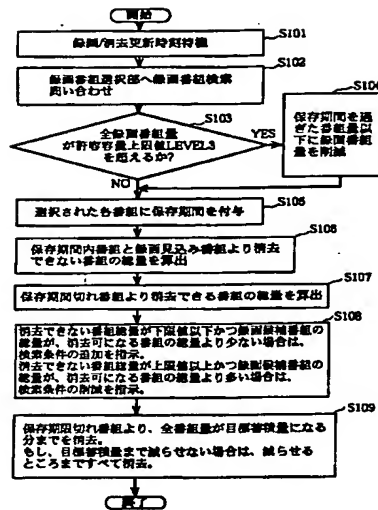 開始
S101
録画/消去更新時刻待機
S102
録画番組選択部へ録画番組検索
問い合わせ
S103
全録画番組量
が許容容量上限値LEVEL3
を超えるか?
YES
NO
S104
保存期間を過
ぎた番組量以
下に録画番組
量を削減
S105
選択された各番組に保存期間を付与
S106
保存期間内番組と録画見込み番組より消去
できない番組の総量を算出
S107
保存期間切れ番組より消去できる番組の総量を算出
S108
消去できない番組総量が下限値以下かつ録画候補番組の
総量が、消去可になる番組の総量より少ない場合は、
検索条件の追加を指示。
消去できない番組総量が上限値以上かつ録画候補番組の
総量が、消去可になる番組の総量より多い場合は、
検索条件の削減を指示。
S109
保存期限切れ番組より、全番組量が目標蓄積量になる
分までを消去。
もし、目標蓄積量まで減らせない場合は、減らせる
ところまですべて消去。
終了